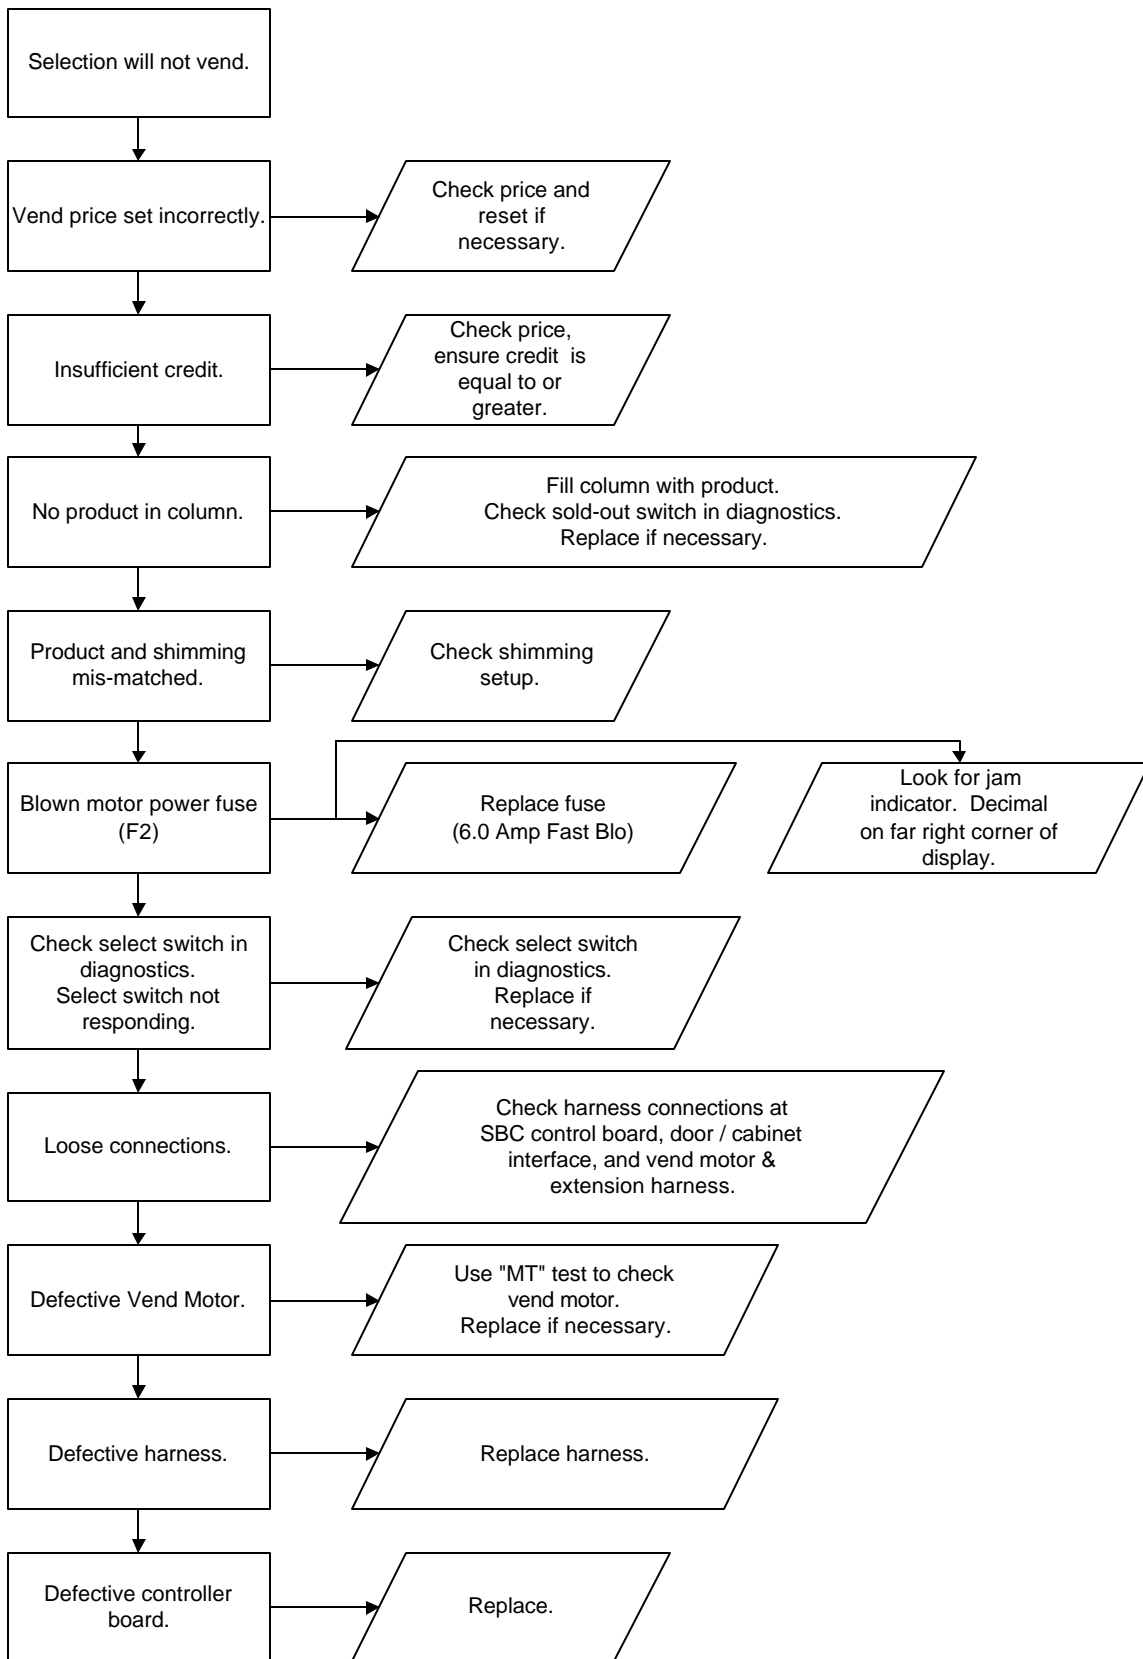 Selection will not vend.
Vend price set incorrectly.
Check price and
reset if
necessary.
Insufficient credit.
Check price,
ensure credit is
equal to or
greater.
No product in column.
Fill column with product.
Check sold-out switch in diagnostics.
Replace if necessary.
Product and shimming
mis-matched.
Check shimming
setup.
Blown motor power fuse
(F2)
Replace fuse
(6.0 Amp Fast Blo)
Look for jam
indicator. Decimal
on far right corner of
display.
Check select switch in
diagnostics.
Select switch not
responding.
Check select switch
in diagnostics.
Replace if
necessary.
Loose connections.
Check harness connections at
SBC control board, door / cabinet
interface, and vend motor &
extension harness.
Defective Vend Motor.
Use "MT" test to check
vend motor.
Replace if necessary.
Defective harness.
Replace harness.
Defective controller
board.
Replace.